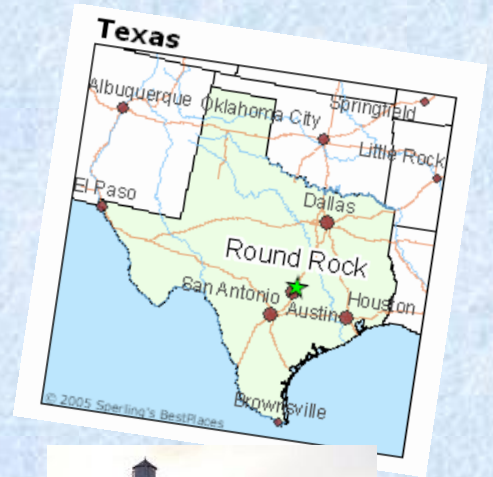 Texas
Albuquerque
Oklahoma City
Springfield
Little Rock
El Paso
Dallas
Round Rock
San Antonio
Austin
Houston
Brownsville
© 2005 Sperling's BestPlaces